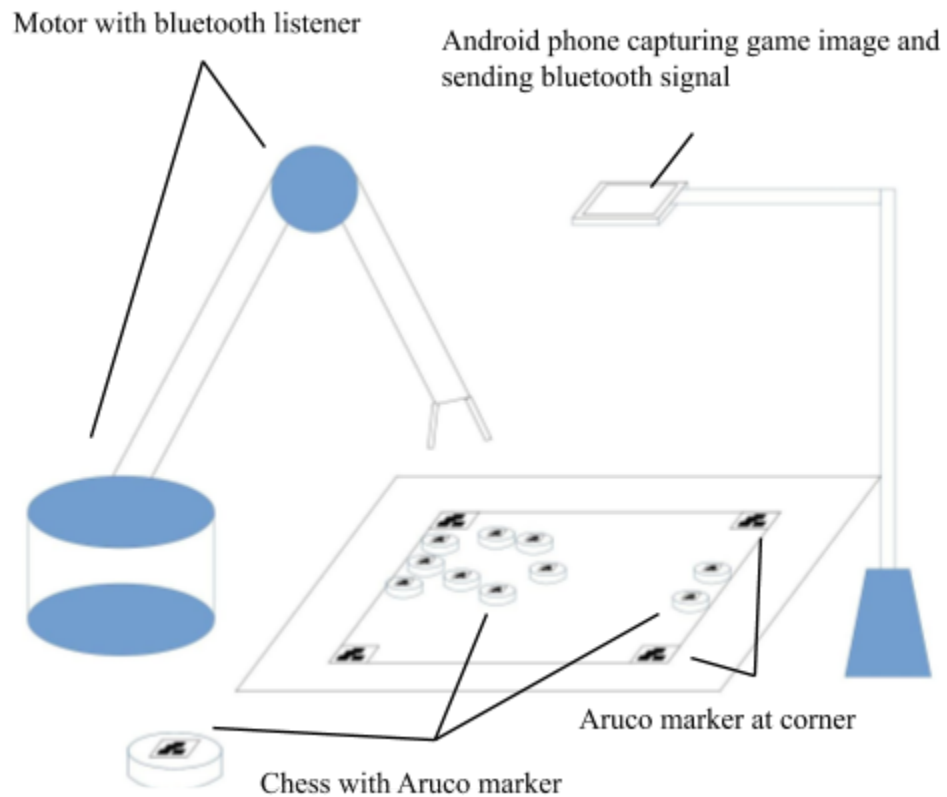 Motor with bluetooth listener
Android phone capturing game image and
sending bluetooth signal
Aruco marker at corner
Chess with Aruco marker